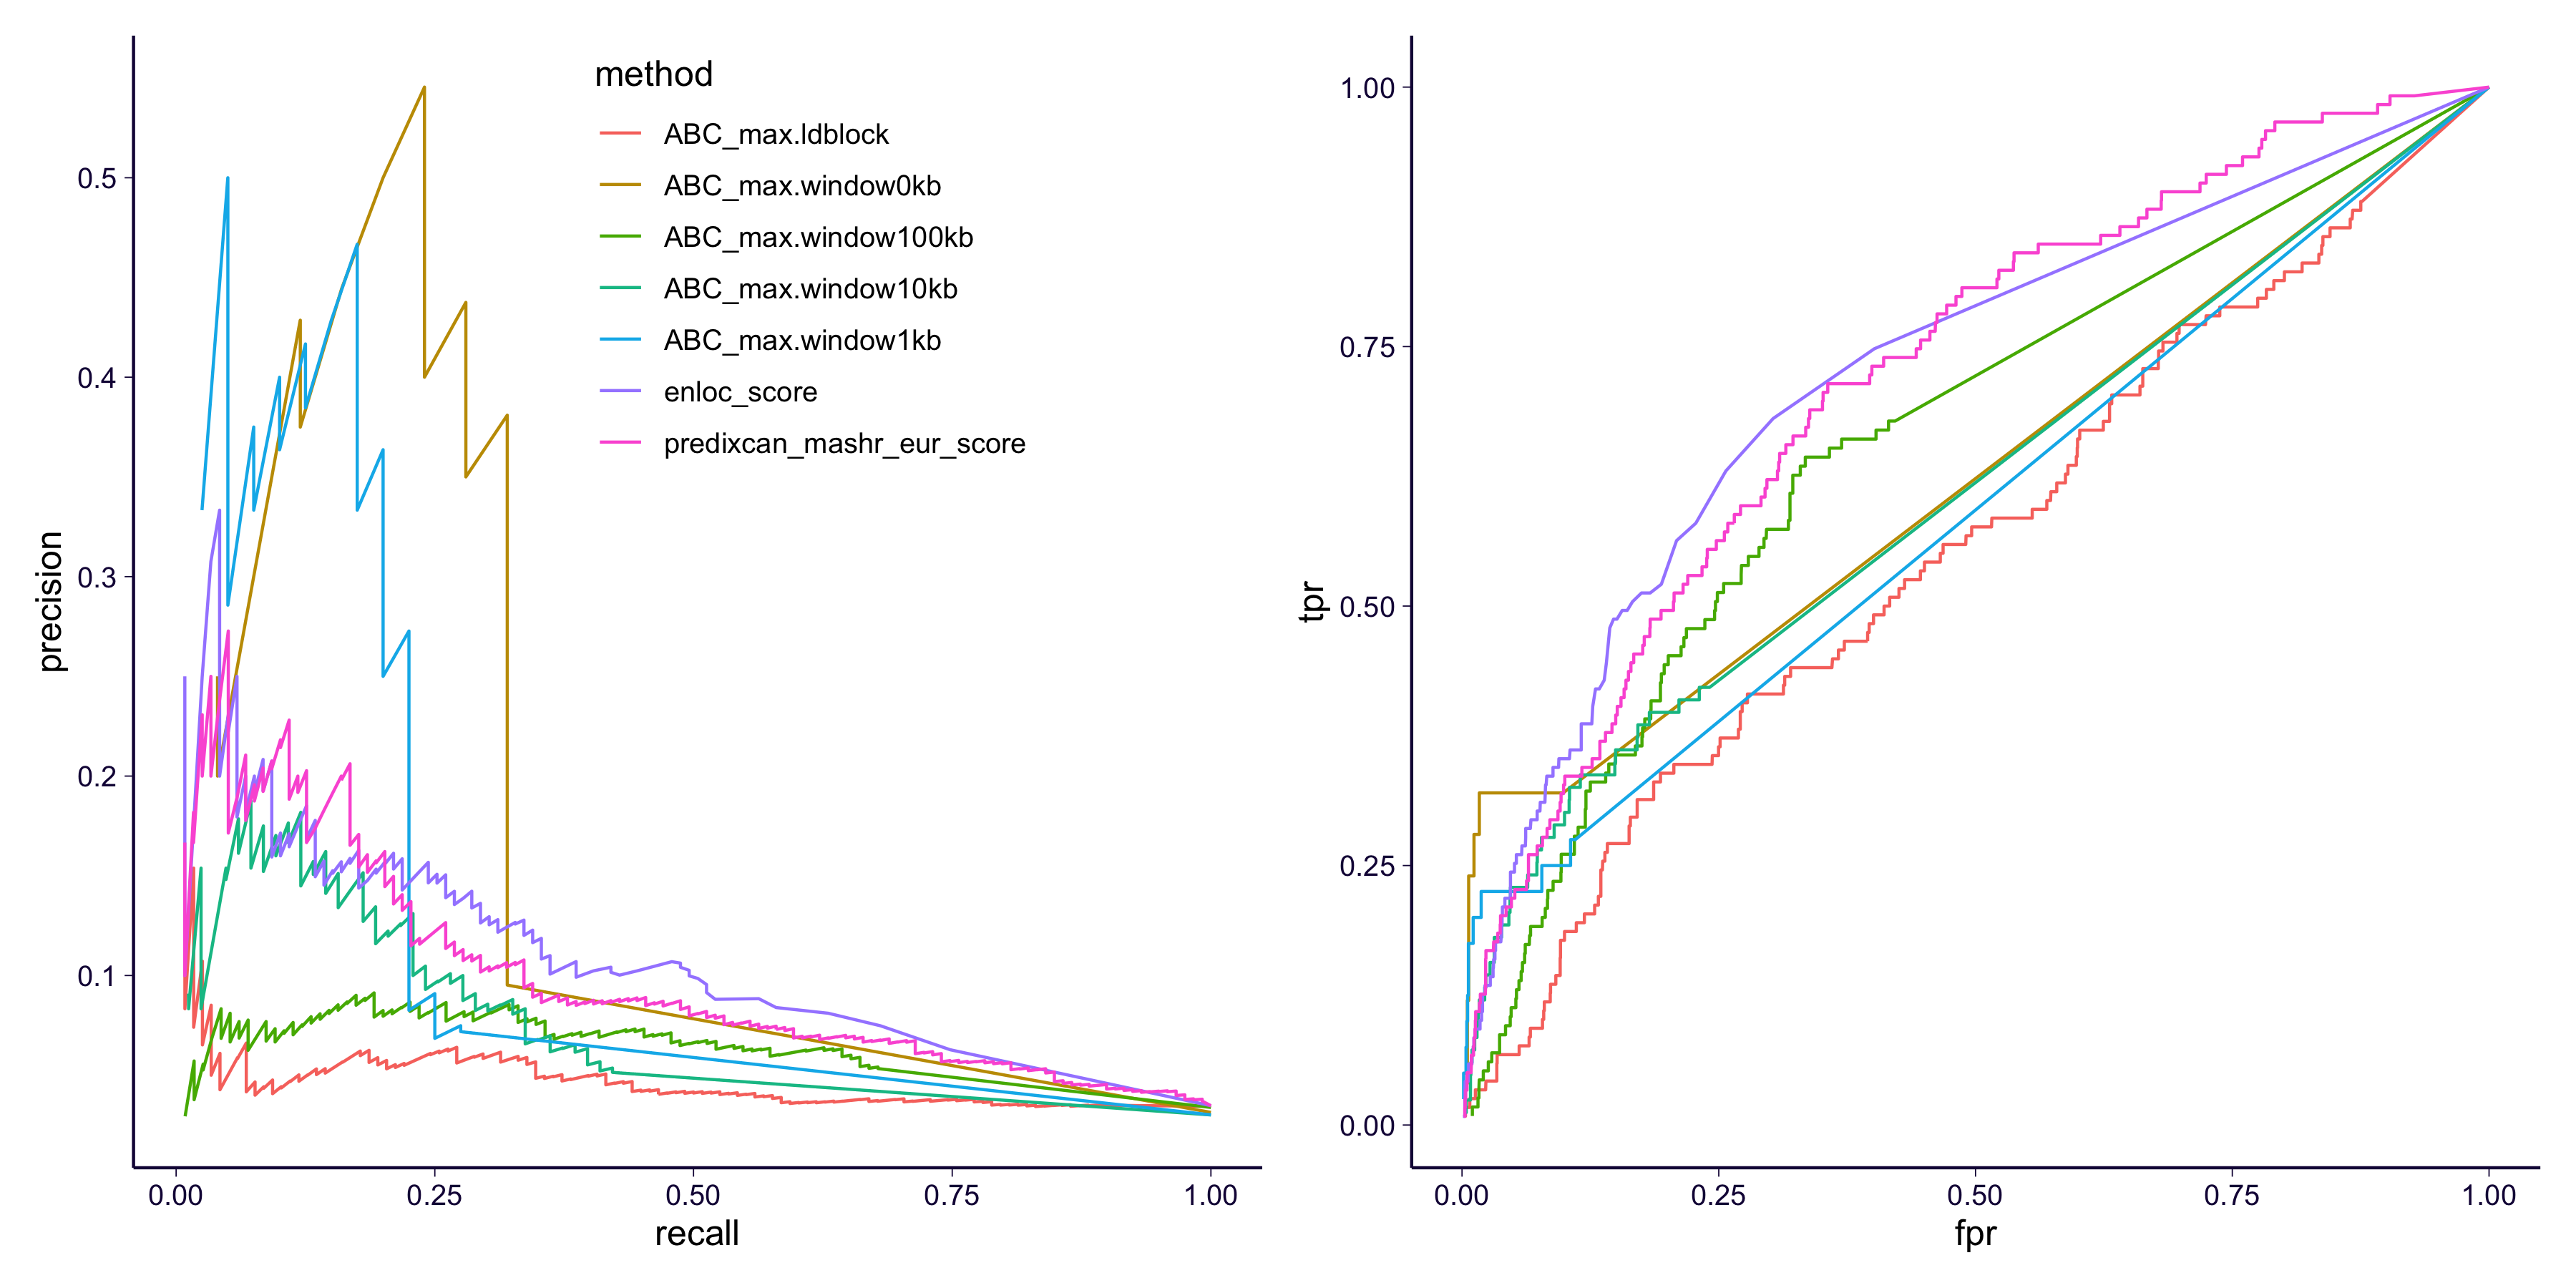 method
ABC_max.ldblock
ABC_max.window0kb
ABC_max.window100kb
ABC_max.window10kb
ABC_max.window1kb
enloc_score
predixcan_mashr_eur_score
precision
0.5
0.4
0.3
0.2
0.1
0.00 0.25 0.50 0.75 1.00
recall
tpr
1.00
0.75
0.50
0.25
0.00
0.00 0.25 0.50 0.75 1.00
fpr